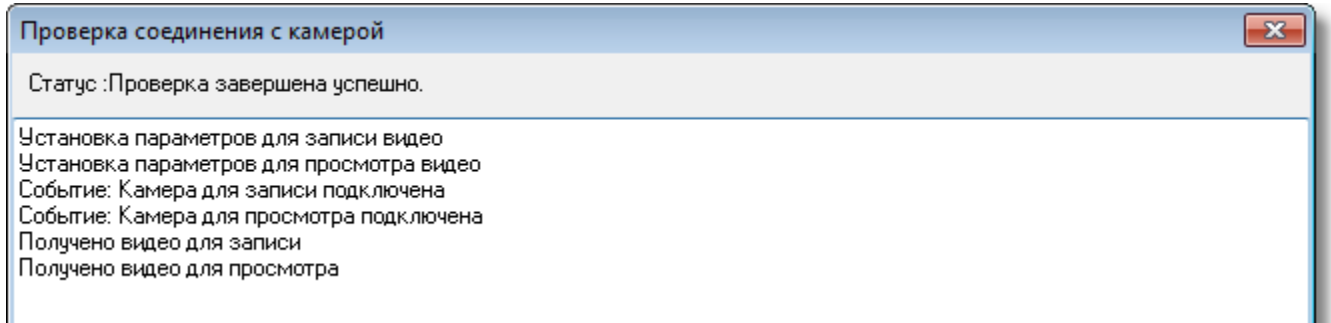 Проверка соединения с камерой
Статус :Проверка завершена успешно.
Установка параметров для записи видео
Установка параметров для просмотра видео
Событие: Камера для записи подключена
Событие: Камера для просмотра подключена
Получено видео для записи
Получено видео для просмотра